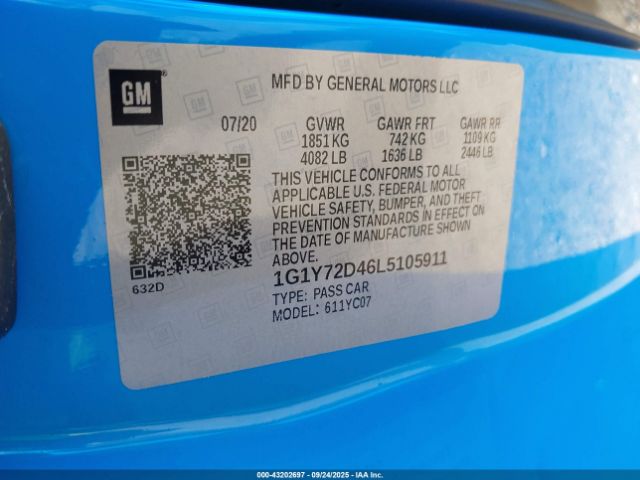 GM
MFD BY GENERAL MOTORS LLC
07/20 GVWR GAWR FRT GAWR RR
1851 KG 742 KG 1109 KG
4082 LB 1636 LB 2446 LB
THIS VEHICLE CONFORMS TO ALL
APPLICABLE U.S. FEDERAL MOTOR
VEHICLE SAFETY, BUMPER, AND THEFT
PREVENTION STANDARDS IN EFFECT ON
THE DATE OF MANUFACTURE SHOWN
ABOVE.
632D
1G1Y72D46L5105911
TYPE: PASS CAR
MODEL: 611YC07
000-43202697 - 09/24/2025 - IAAI.com